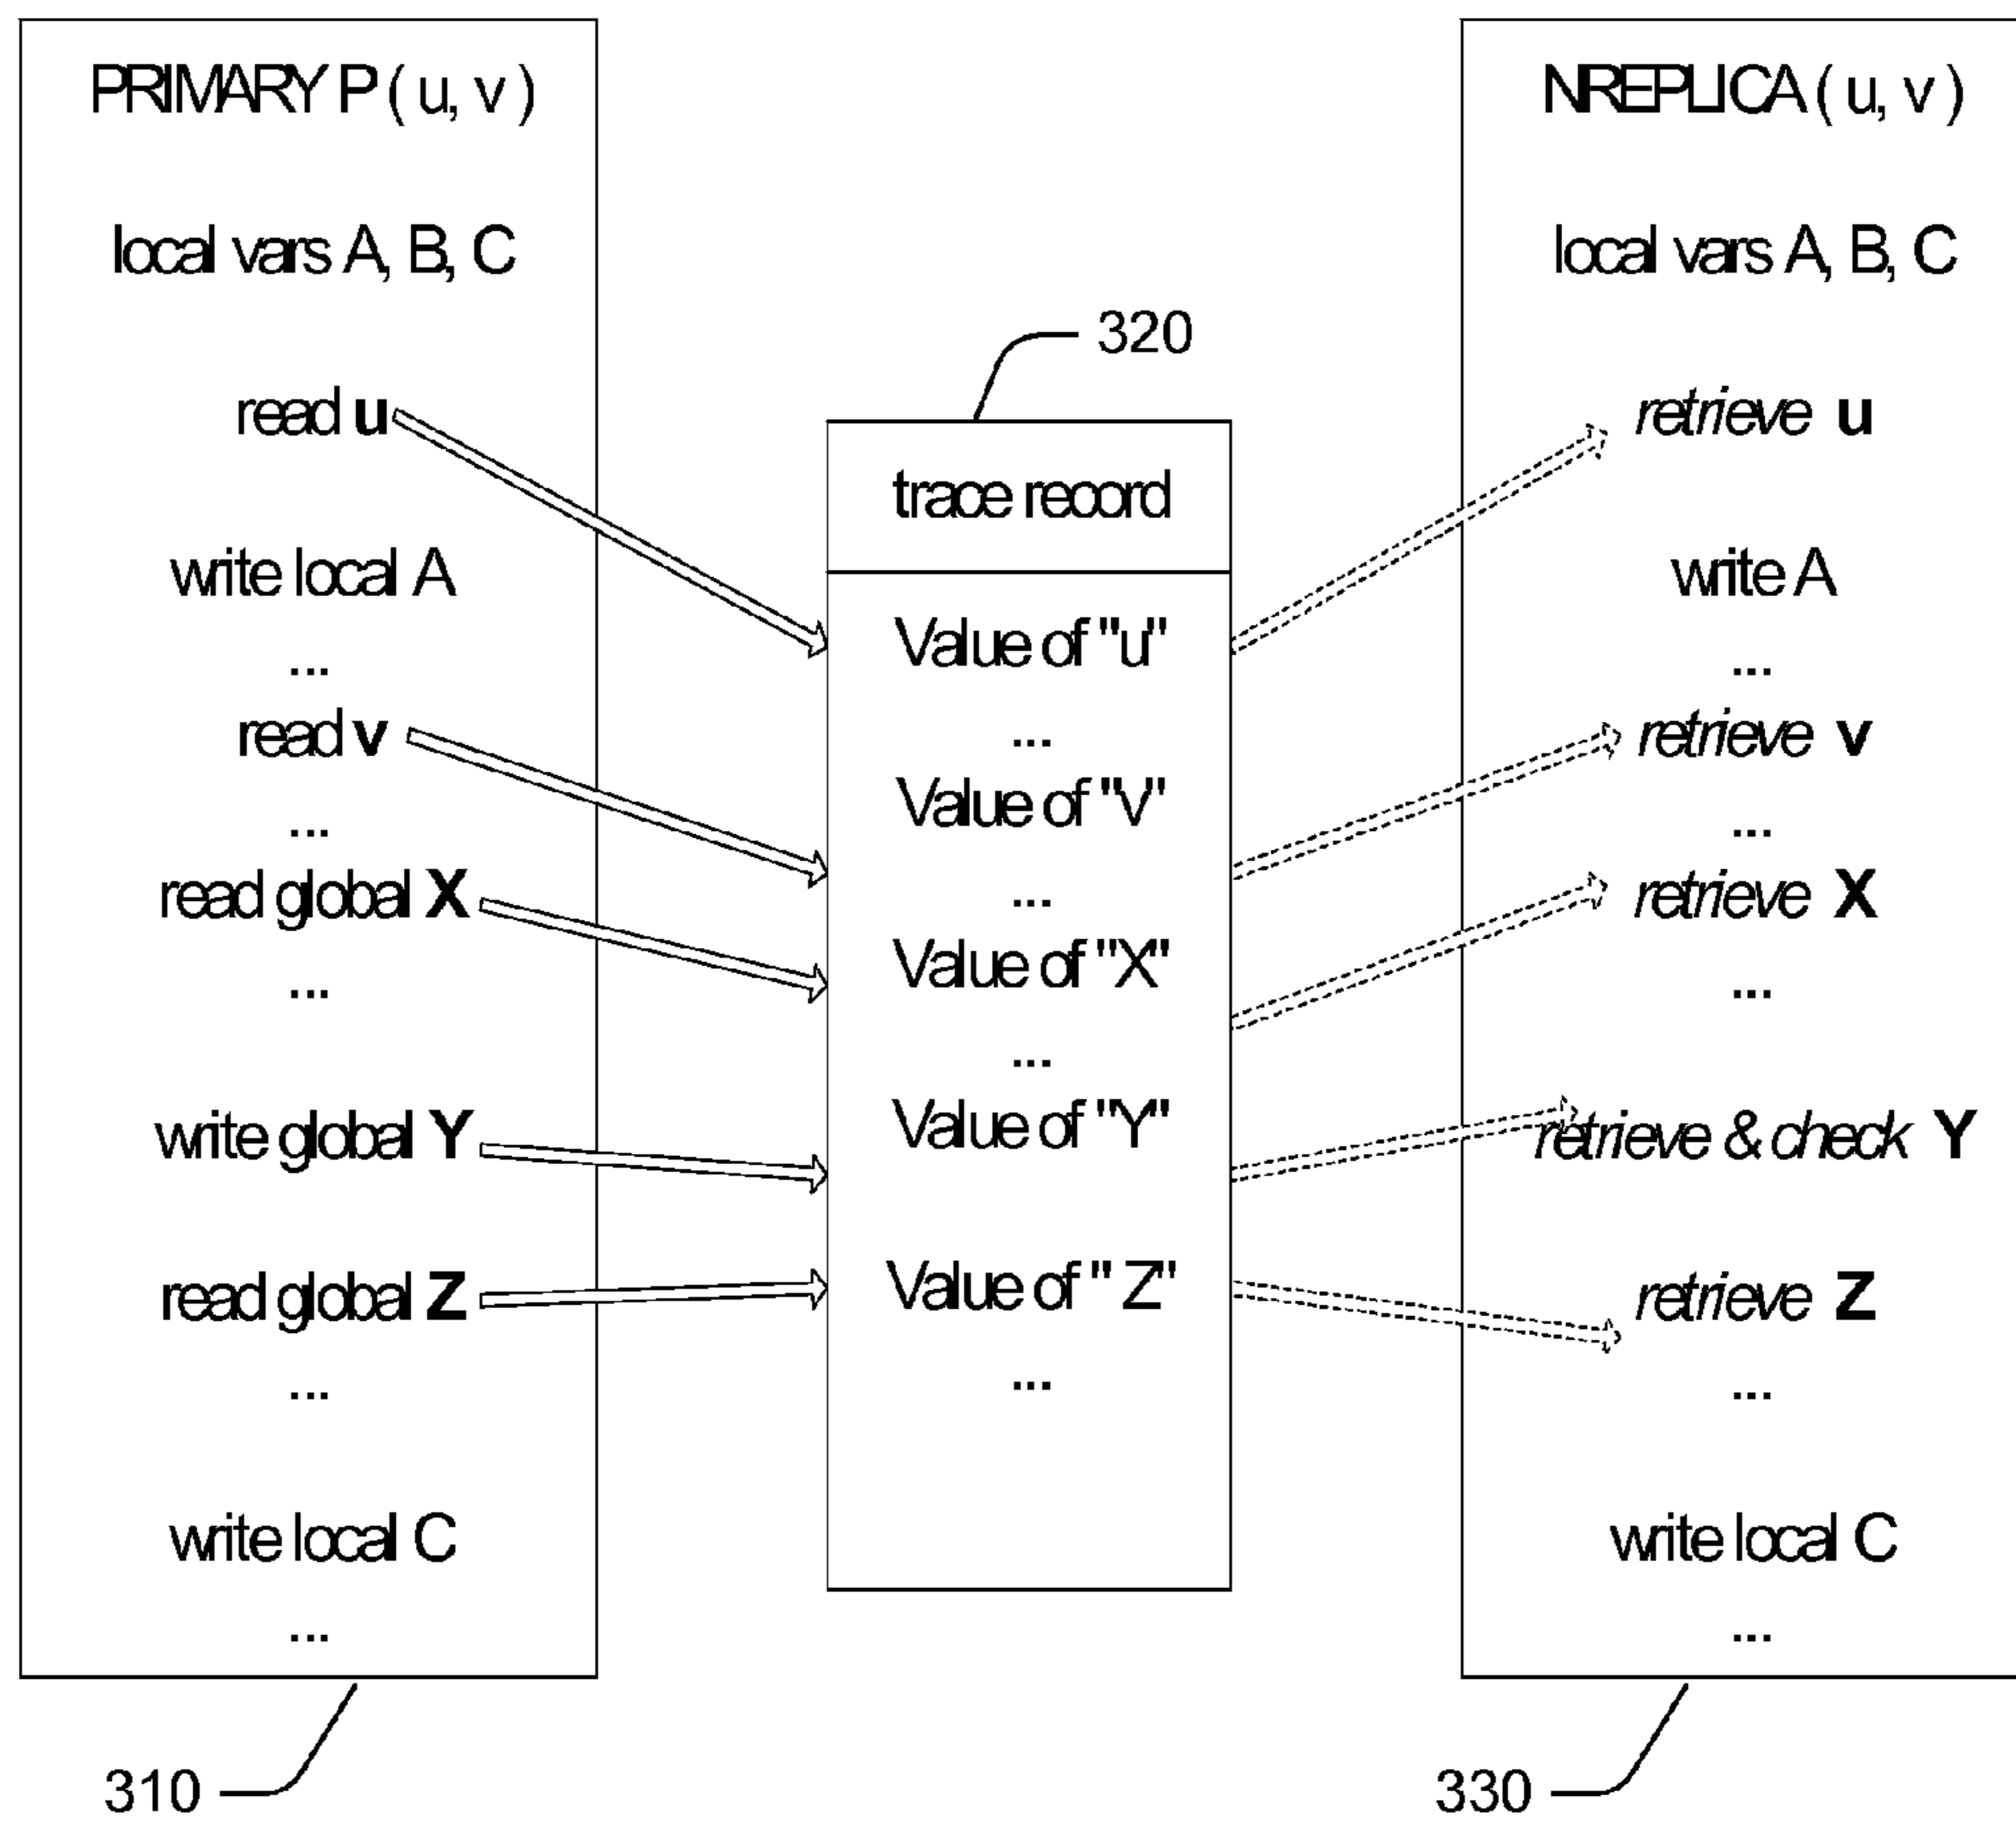 PRIMARY P ( u, v )
local vars A, B, C
read u
write local A
...
read v
...
read global X
...
write global Y
read global Z
...
write local C
...
310
320
trace record
Value of "u"
...
Value of "v"
...
Value of "X"
...
Value of "Y"
Value of " Z"
...
NREPLICA ( u, v )
local vars A, B, C
retrieve u
write A
...
retrieve v
...
retrieve X
...
retrieve & check Y
retrieve Z
...
write local C
...
330